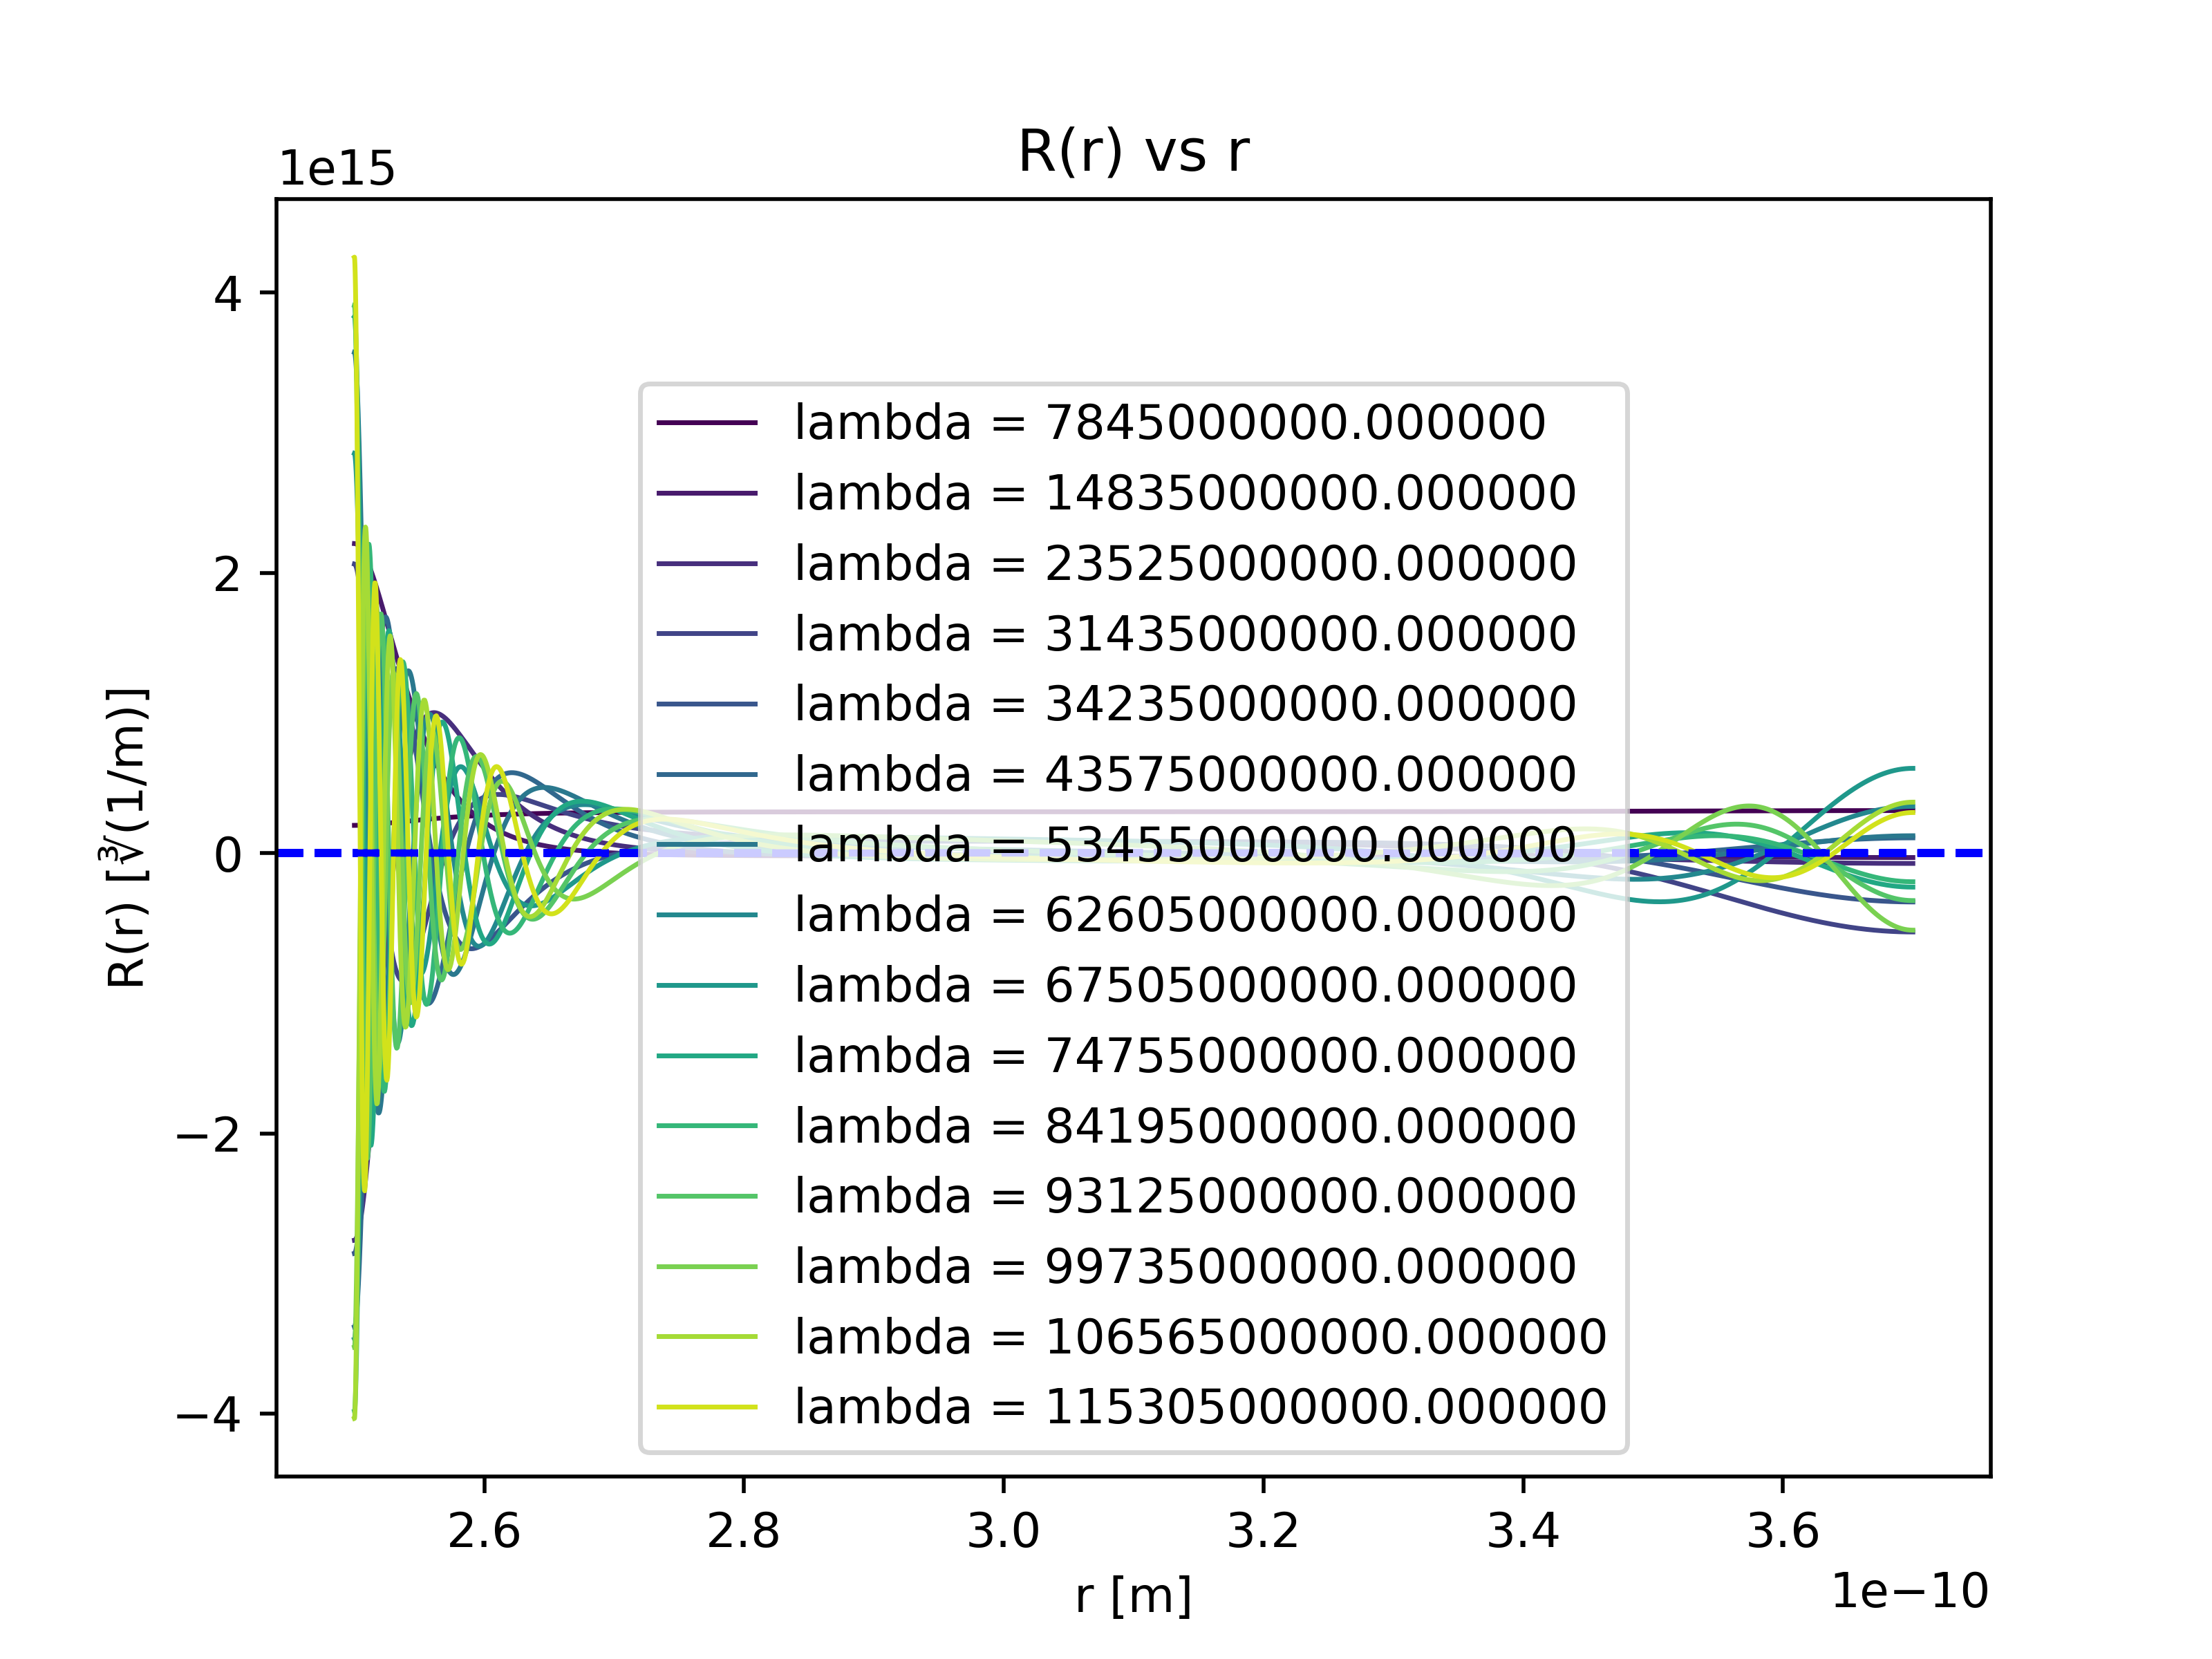 R(r) vs r
1e15
4
2
0
−2
−4
R(r) [∛(1/m)]
lambda = 7845000000.000000
lambda = 14835000000.000000
lambda = 23525000000.000000
lambda = 31435000000.000000
lambda = 34235000000.000000
lambda = 43575000000.000000
lambda = 53455000000.000000
lambda = 62605000000.000000
lambda = 67505000000.000000
lambda = 74755000000.000000
lambda = 84195000000.000000
lambda = 93125000000.000000
lambda = 99735000000.000000
lambda = 106565000000.000000
lambda = 115305000000.000000
2.6 2.8 3.0 3.2 3.4 3.6
r [m]
1e−10